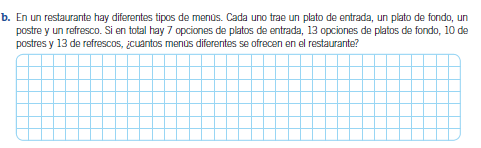 b. En un restaurante hay diferentes tipos de menús. Cada uno trae un plato de entrada, un plato de fondo, un
postre y un refresco. Si en total hay 7 opciones de platos de entrada, 13 opciones de platos de fondo, 10 de
postres y 13 de refrescos, ¿cuántos menús diferentes se ofrecen en el restaurante?